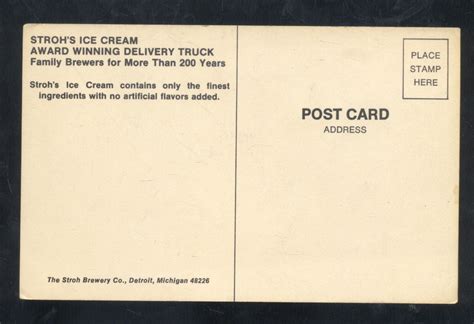 STROH'S ICE CREAM
AWARD WINNING DELIVERY TRUCK
Family Brewers for More Than 200 Years
Stroh's Ice Cream contains only the finest
ingredients with no artificial flavors added.
The Stroh Brewery Co., Detroit, Michigan 48226
POST CARD
ADDRESS
PLACE
STAMP
HERE